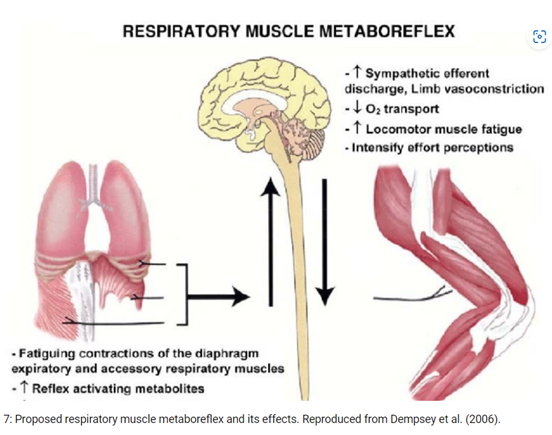 RESPIRATORY MUSCLE METABOREFLEX
- ↑ Sympathetic efferent
discharge, Limb vasoconstriction
- ↓ O₂ transport
- ↑ Locomotor muscle fatigue
- Intensify effort perceptions
- Fatiguing contractions of the diaphragm
expiratory and accessory respiratory muscles
- ↑ Reflex activating metabolites
7: Proposed respiratory muscle metaboreflex and its effects. Reproduced from Dempsey et al. (2006).